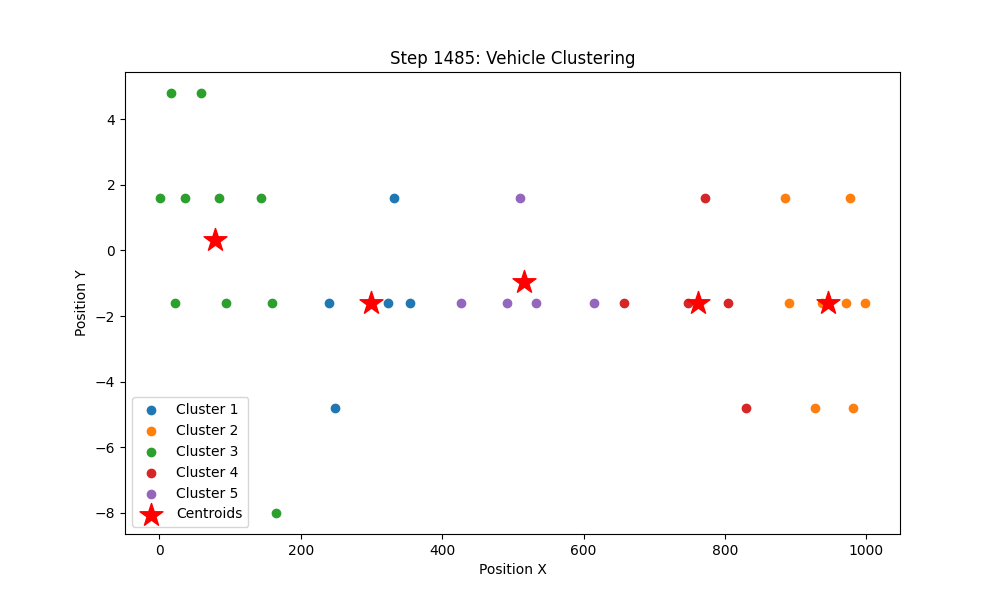 Step 1485: Vehicle Clustering
Position Y
4
2
0
−2
−4
−6
−8
Cluster 1
Cluster 2
Cluster 3
Cluster 4
Cluster 5
Centroids
0 200 400 600 800 1000
Position X